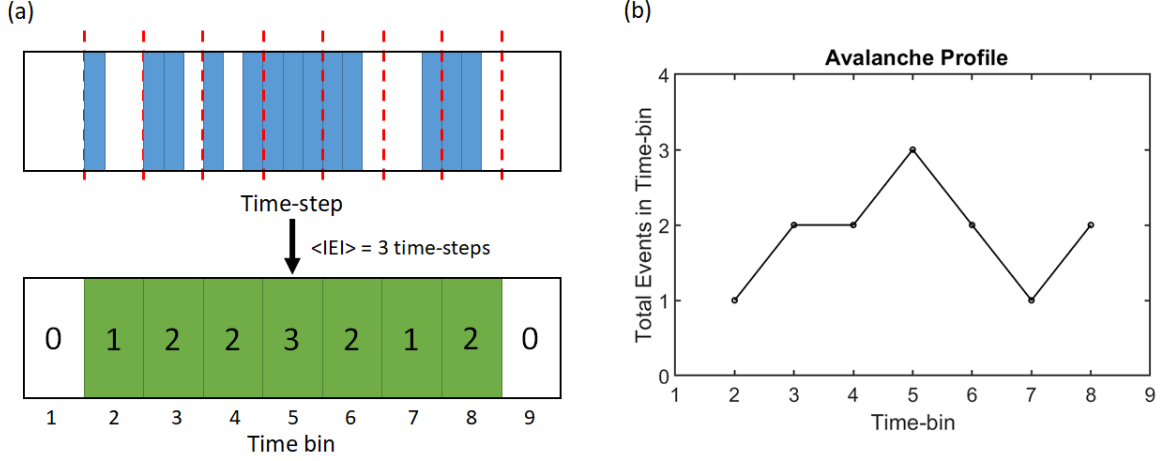 (a)
Time-step
<IEI> = 3 time-steps
0 1 2 2 3 2 1 2 0
1 2 3 4 5 6 7 8 9
Time bin
(b)
Avalanche Profile
Total Events in Time-bin
4
3
2
1
0
1 2 3 4 5 6 7 8 9
Time-bin